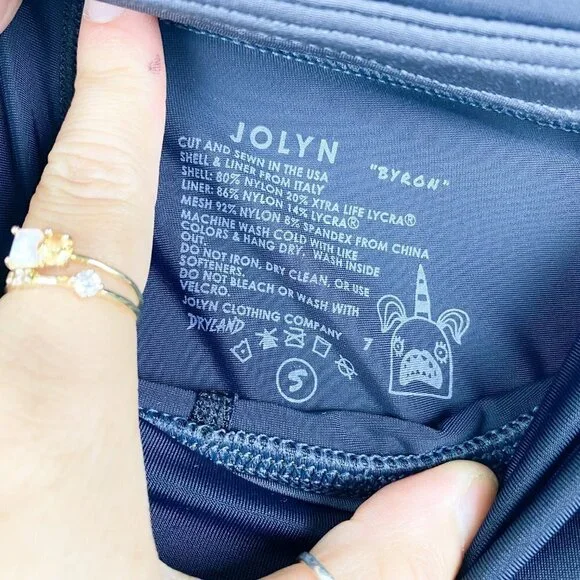 JOLYN
"BYRON"
CUT AND SEWN IN THE USA
SHELL & LINER FROM ITALY
SHELL: 80% NYLON 20% XTRA LIFE LYCRA®
LINER: 86% NYLON 14% LYCRA®
MESH 92% NYLON 8% SPANDEX FROM CHINA
MACHINE WASH COLD WITH LIKE
COLORS & HANG DRY. WASH INSIDE
OUT.
DO NOT IRON, DRY CLEAN, OR USE
SOFTENERS.
DO NOT BLEACH OR WASH WITH
VELCRO.
JOLYN CLOTHING COMPANY
DRYLAND
7
S